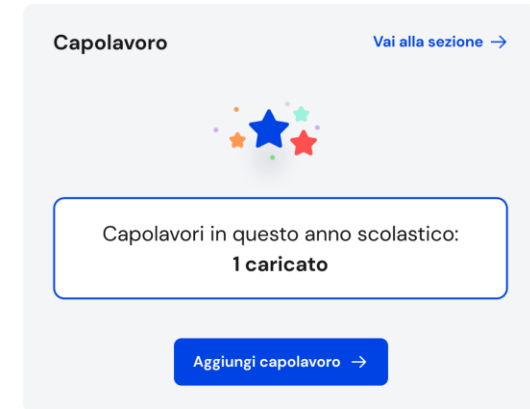 Capolavoro
Vai alla sezione
Capolavori in questo anno scolastico:
1 caricato
Aggiungi capolavoro